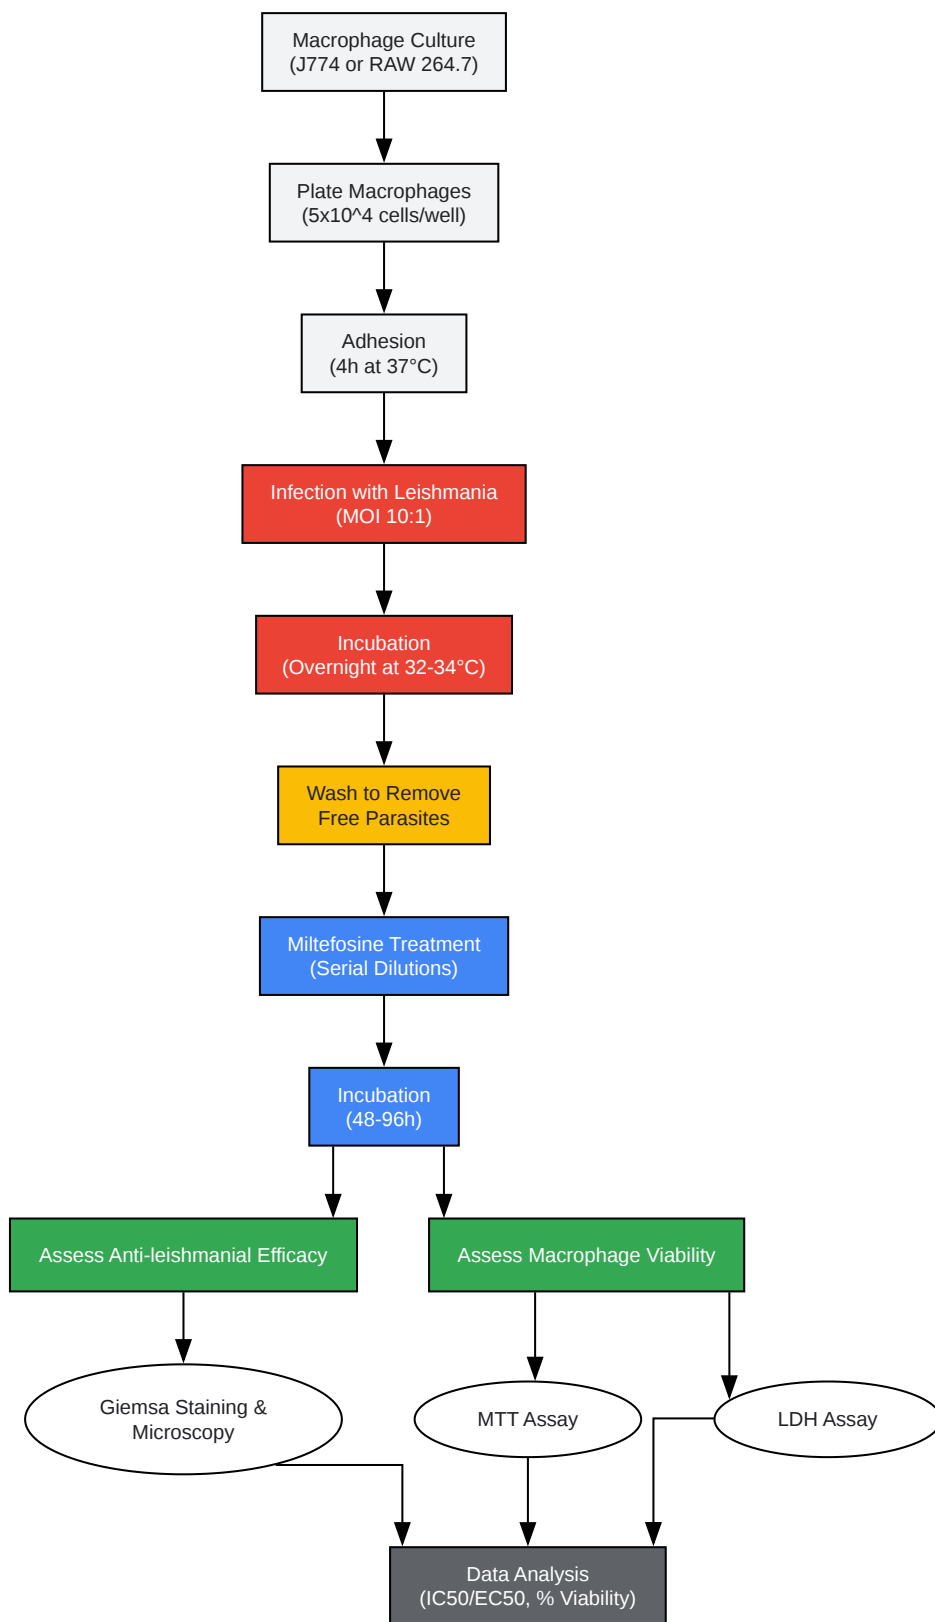 Macrophage Culture
(J774 or RAW 264.7)
Plate Macrophages
(5x10^4 cells/well)
Adhesion
(4h at 37°C)
Infection with Leishmania
(MOI 10:1)
Incubation
(Overnight at 32-34°C)
Wash to Remove
Free Parasites
Miltefosine Treatment
(Serial Dilutions)
Incubation
(48-96h)
Assess Anti-leishmanial Efficacy
Assess Macrophage Viability
Giemsa Staining &
Microscopy
MTT Assay
LDH Assay
Data Analysis
(IC50/EC50, % Viability)